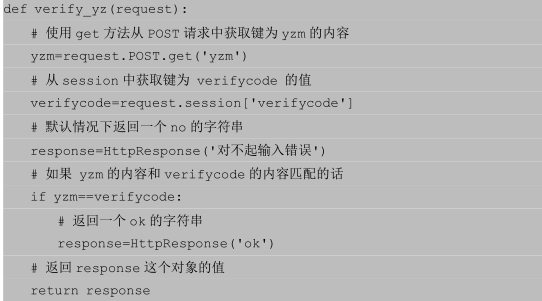 def verify_yz(request):
    # 使用 get 方法从 POST 请求中获取键为 yzm 的内容
    yzm=request.POST.get('yzm')
    # 从 session 中获取键为 verifycode 的值
    verifycode=request.session['verifycode']
    # 默认情况下返回一个 no 的字符串
    response=HttpResponse('对不起输入错误')
    # 如果 yzm 的内容和 verifycode 的内容匹配的话
    if yzm==verifycode:
        # 返回一个 ok 的字符串
        response=HttpResponse('ok')
    # 返回 response 这个对象的值
    return response